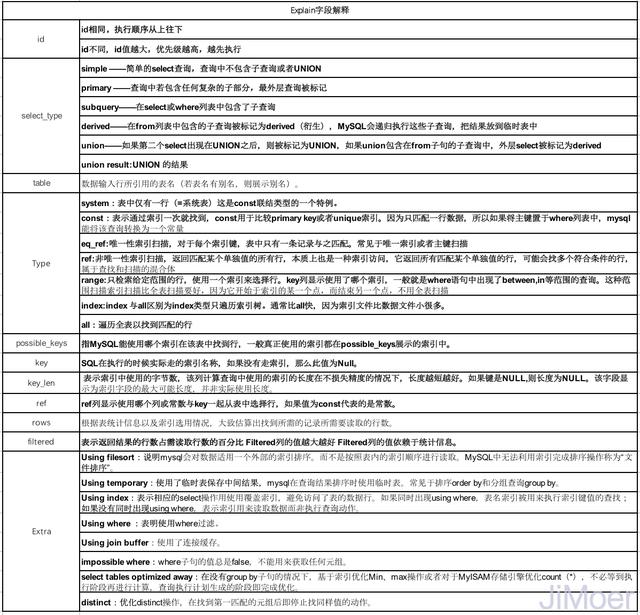 Explain字段解释
id
id相同，执行顺序从上往下
id不同，id值越大，优先级越高，越先执行
select_type
simple ——简单的select查询，查询中不包含子查询或者UNION
primary ——查询中若包含任何复杂的子部分，最外层查询被标记
subquery——在select或where列表中包含了子查询
derived——在from列表中包含的子查询被标记为derived（衍生），MySQL会递归执行这些子查询，把结果放到临时表中
union——如果第二个select出现在UNION之后，则被标记为UNION，如果union包含在from子句的子查询中，外层select被标记为derived
union result:UNION 的结果
table
数据输入行所引用的表名（若表名有别名，则展示别名）。
Type
system：表中仅有一行（=系统表）这是const联结类型的一个特例。
const：表示通过索引一次就找到，const用于比较primary key或者unique索引。因为只匹配一行数据，所以如果将主键置于where列表中，mysql
能将该查询转换为一个常量
eq_ref:唯一性索引扫描，对于每个索引键，表中只有一条记录与之匹配。常见于唯一索引或者主键扫描
ref:非唯一性索引扫描，返回匹配某个单独值的所有行，本质上也是一种索引访问，它返回所有匹配某个单独值的行，可能会找多个符合条件的行，
属于查找和扫描的混合体
range:只检索给定范围的行，使用一个索引来选择行。key列显示使用了哪个索引，一般就是where语句中出现了between,in等范围的查询。这种范
围扫描索引扫描比全表扫描要好，因为它开始于索引的某一个点，而结束另一个点，不用全表扫描
index:index 与all区别为index类型只遍历索引树。通常比all快，因为索引文件比数据文件小很多。
all：遍历全表以找到匹配的行
possible_keys
指MySQL能使用哪个索引在该表中找到行，一般真正使用的索引都在possible_keys展示的索引中。
key
SQL在执行的时候实际走的索引名称，如果没有走索引，那么此值为Null。
key_len
表示索引中使用的字节数，该列计算查询中使用的索引的长度在不损失精度的情况下，长度越短越好。如果键是NULL,则长度为NULL。该字段显
示为索引字段的最大可能长度，并非实际使用长度。
ref
ref列显示使用哪个列或常数与key一起从表中选择行，如果值为const代表的是常数。
rows
根据表统计信息以及索引选用情况，大致估算出找到所需的记录所需要读取的行数。
filtered
表示返回结果的行数占需读取行数的百分比 Filtered列的值越大越好 Filtered列的值依赖于统计信息。
Extra
Using filesort：说明mysql会对数据适用一个外部的索引排序。而不是按照表内的索引顺序进行读取。MySQL中无法利用索引完成排序操作称为“文
件排序”。
Using temporary：使用了临时表保存中间结果，mysql在查询结果排序时使用临时表。常见于排序order by和分组查询group by。
Using index：表示相应的select操作用使用覆盖索引，避免访问了表的数据行。如果同时出现using where，表名索引被用来执行索引键值的查找；
如果没有同时出现using where，表示索引用来读取数据而非执行查询动作。
Using where ：表明使用where过滤。
Using join buffer：使用了连接缓存。
impossible where：where子句的值总是false，不能用来获取任何元组。
select tables optimized away：在没有group by子句的情况下，基于索引优化Min、max操作或者对于MyISAM存储引擎优化count（*），不必等到执
行阶段再进行计算，查询执行计划生成的阶段即完成优化。
distinct：优化distinct操作，在找到第一匹配的元组后即停止找同样值的动作。
JiMoer